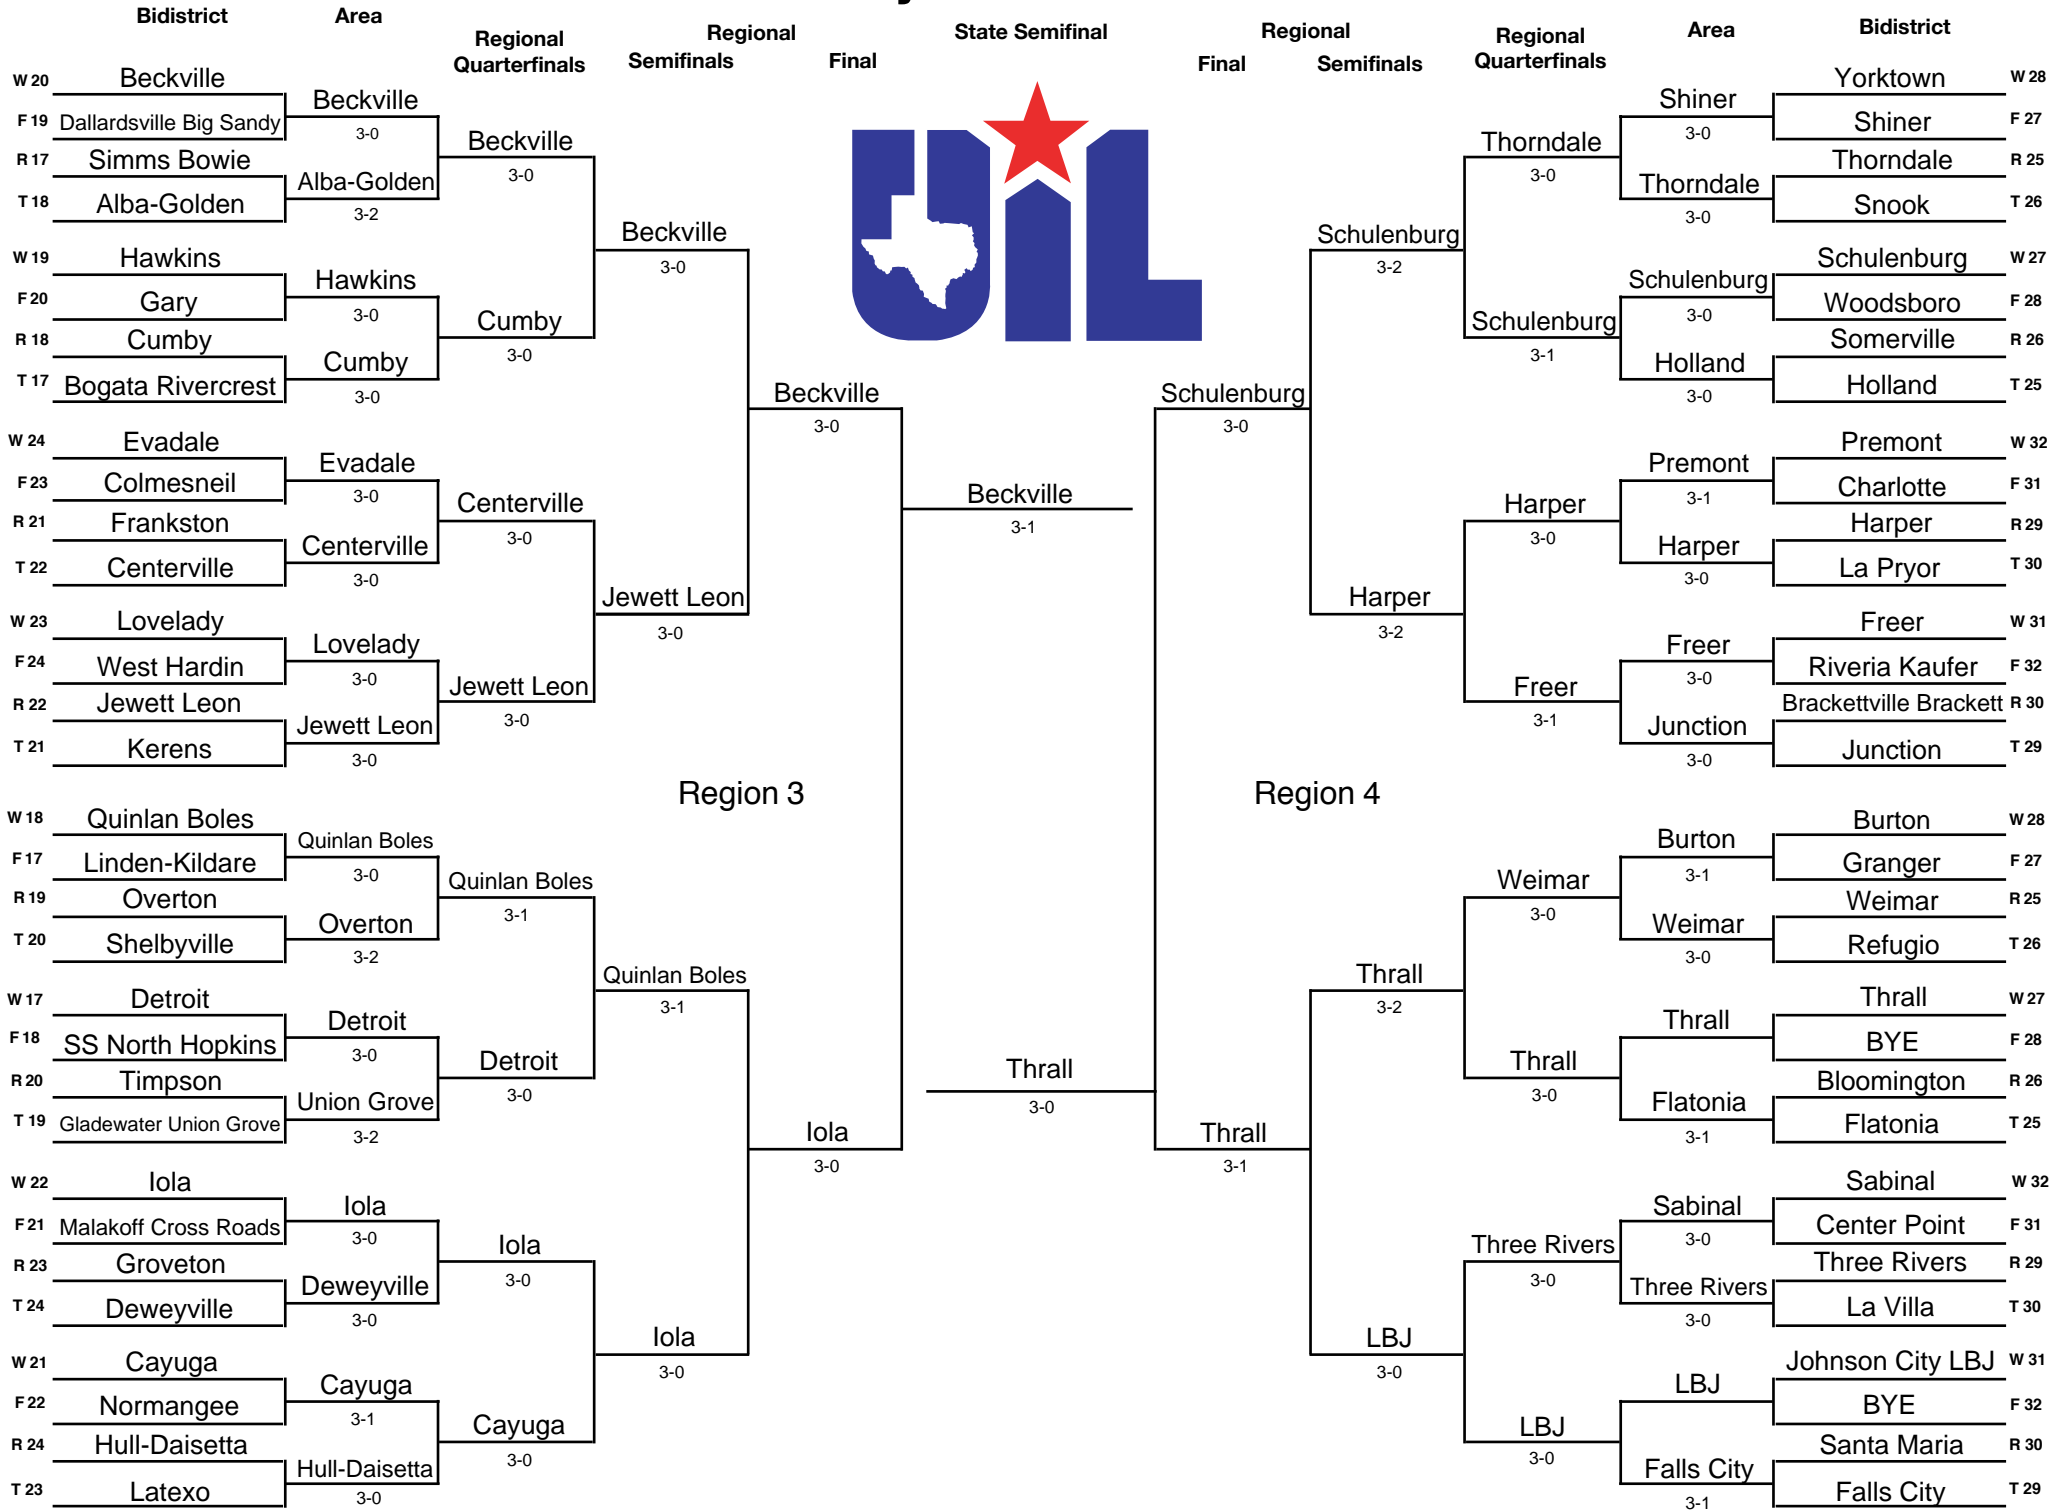 Bidistrict
Area
Regional
Quarterfinals
Regional
Semifinals
Final
State Semifinal
Regional
Final
Semifinals
Regional
Quarterfinals
Area
Bidistrict
W 20 Beckville
F 19 Dallardsville Big Sandy
R 17 Simms Bowie
T 18 Alba-Golden
W 19 Hawkins
F 20 Gary
R 18 Cumby
T 17 Bogata Rivercrest
W 24 Evadale
F 23 Colmesneil
R 21 Frankston
T 22 Centerville
W 23 Lovelady
F 24 West Hardin
R 22 Jewett Leon
T 21 Kerens
W 18 Quinlan Boles
F 17 Linden-Kildare
R 19 Overton
T 20 Shelbyville
W 17 Detroit
F 18 SS North Hopkins
R 20 Timpson
T 19 Gladewater Union Grove
W 22 Iola
F 21 Malakoff Cross Roads
R 23 Groveton
T 24 Deweyville
W 21 Cayuga
F 22 Normangee
R 24 Hull-Daisetta
T 23 Latexo
Beckville
3-0
Alba-Golden
3-2
Hawkins
3-0
Cumby
3-0
Evadale
3-0
Centerville
3-0
Lovelady
3-0
Jewett Leon
3-0
Quinlan Boles
3-0
Overton
3-2
Detroit
3-0
Union Grove
3-2
Iola
3-0
Deweyville
3-0
Cayuga
3-1
Hull-Daisetta
3-0
Beckville
3-0
Cumby
3-0
Centerville
3-0
Jewett Leon
3-0
Quinlan Boles
3-1
Detroit
3-0
Iola
3-0
Cayuga
3-0
Beckville
3-0
Jewett Leon
3-0
Region 3
Quinlan Boles
3-1
Iola
3-0
Beckville
3-0
Iola
3-0
UIL
Beckville
3-1
Thrall
3-0
Schulenburg
3-0
Thrall
3-1
Schulenburg
3-2
Harper
3-2
Region 4
Thrall
3-2
LBJ
3-0
Thorndale
3-0
Schulenburg
3-1
Harper
3-0
Freer
3-1
Weimar
3-0
Thrall
3-0
Three Rivers
3-0
LBJ
3-0
Shiner
3-0
Thorndale
3-0
Schulenburg
3-0
Holland
3-0
Premont
3-1
Harper
3-0
Freer
3-0
Junction
3-0
Burton
3-1
Weimar
3-0
Thrall
Flatonia
3-1
Sabinal
3-0
Three Rivers
3-0
LBJ
Falls City
3-1
Yorktown W 28
Shiner F 27
Thorndale R 25
Snook T 26
Schulenburg W 27
Woodsboro F 28
Somerville R 26
Holland T 25
Premont W 32
Charlotte F 31
Harper R 29
La Pryor T 30
Freer W 31
Riveria Kaufer F 32
Brackettville Brackett R 30
Junction T 29
Burton W 28
Granger F 27
Weimar R 25
Refugio T 26
Thrall W 27
BYE F 28
Bloomington R 26
Flatonia T 25
Sabinal W 32
Center Point F 31
Three Rivers R 29
La Villa T 30
Johnson City LBJ W 31
BYE F 32
Santa Maria R 30
Falls City T 29